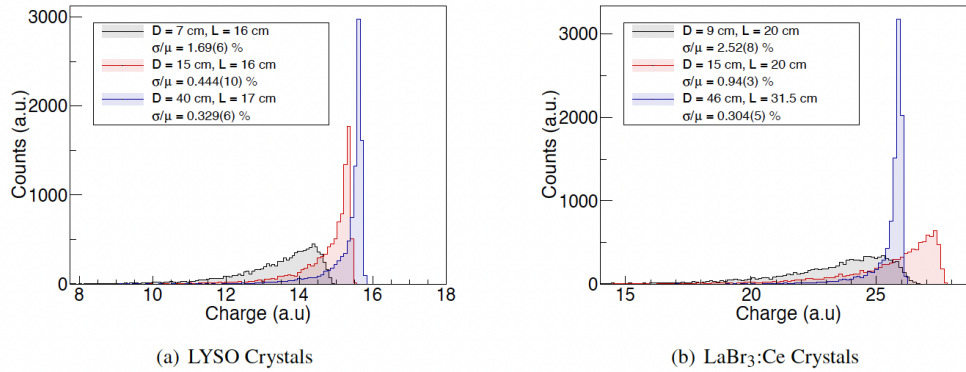 3000
2000
1000
0
Counts (a.u.)
D = 7 cm, L = 16 cm
σ/μ = 1.69(6) %
D = 15 cm, L = 16 cm
σ/μ = 0.444(10) %
D = 40 cm, L = 17 cm
σ/μ = 0.329(6) %
8 10 12 14 16 18
Charge (a.u)
(a) LYSO Crystals
3000
2000
1000
0
Counts (a.u.)
D = 9 cm, L = 20 cm
σ/μ = 2.52(8) %
D = 15 cm, L = 20 cm
σ/μ = 0.94(3) %
D = 46 cm, L = 31.5 cm
σ/μ = 0.304(5) %
15 20 25
Charge (a.u)
(b) LaBr₃:Ce Crystals